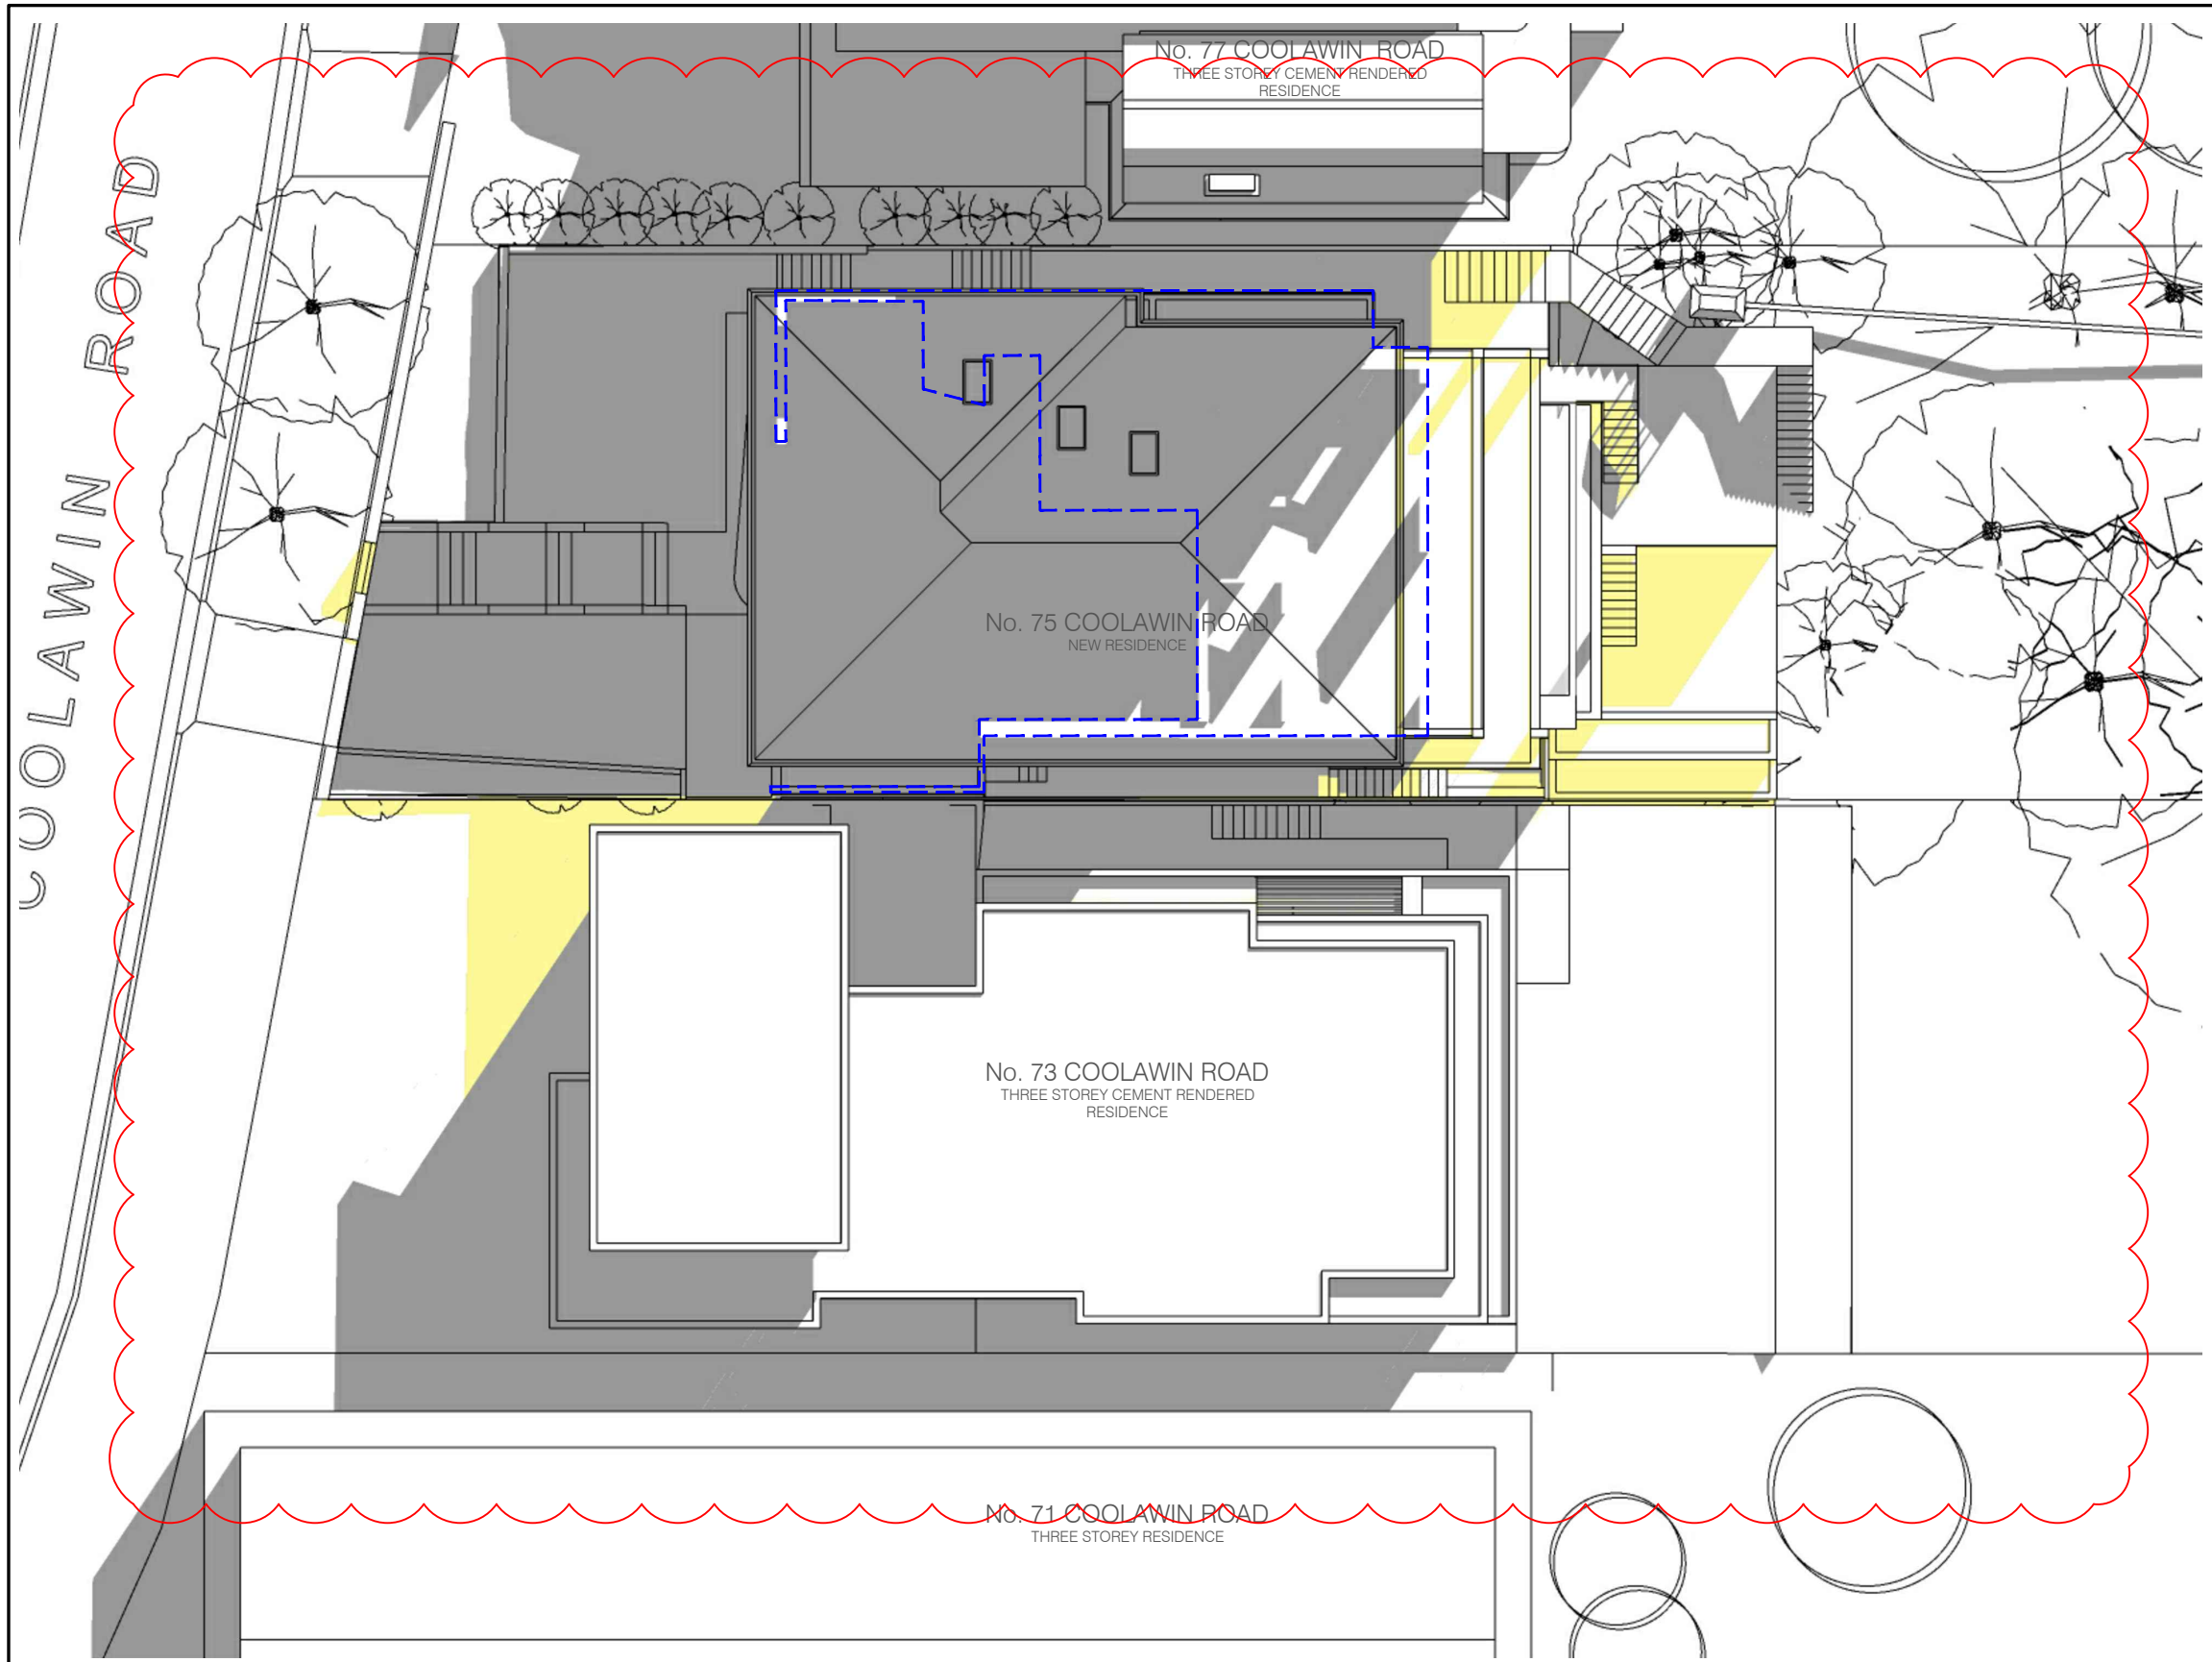 No. 77 COOLAWIN ROAD
THREE STOREY CEMENT RENDERED
RESIDENCE
COOLAWIN ROAD
No. 75 COOLAWIN ROAD
NEW RESIDENCE
No. 73 COOLAWIN ROAD
THREE STOREY CEMENT RENDERED
RESIDENCE
No. 71 COOLAWIN ROAD
THREE STOREY RESIDENCE